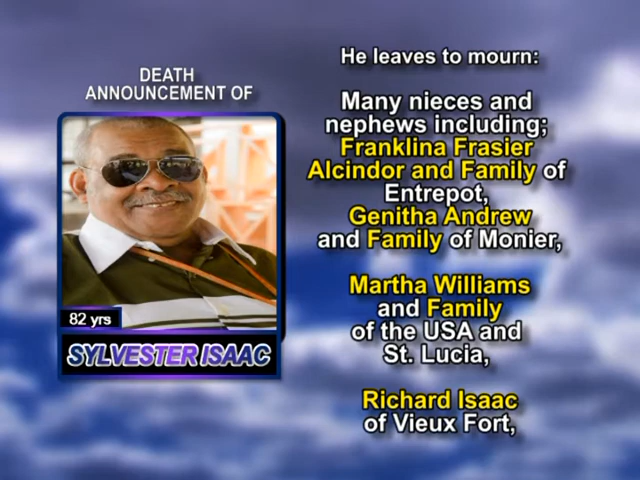 DEATH
ANNOUNCEMENT OF
82 yrs
SYLVESTER ISAAC
He leaves to mourn:
Many nieces and
nephews including;
Franklina Frasier
Alcindor and Family of
Entrepot,
Genitha Andrew
and Family of Monier,
Martha Williams
and Family
of the USA and
St. Lucia,
Richard Isaac
of Vieux Fort,